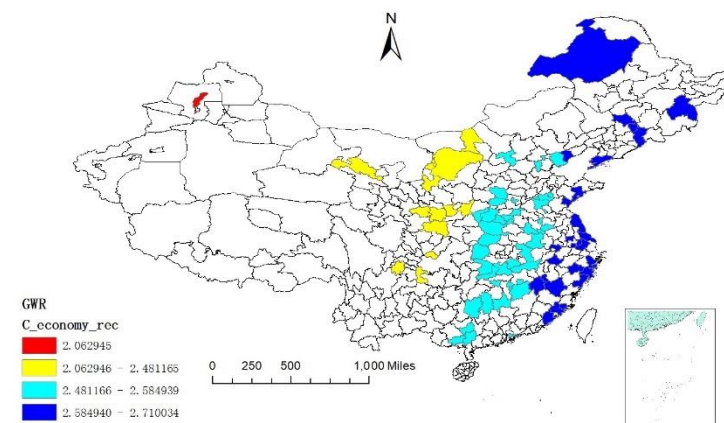 N
GWR
C_economy_rec
2.062945
2.062946 - 2.481165
2.481166 - 2.584939
2.584940 - 2.710034
0 250 500 1,000 Miles